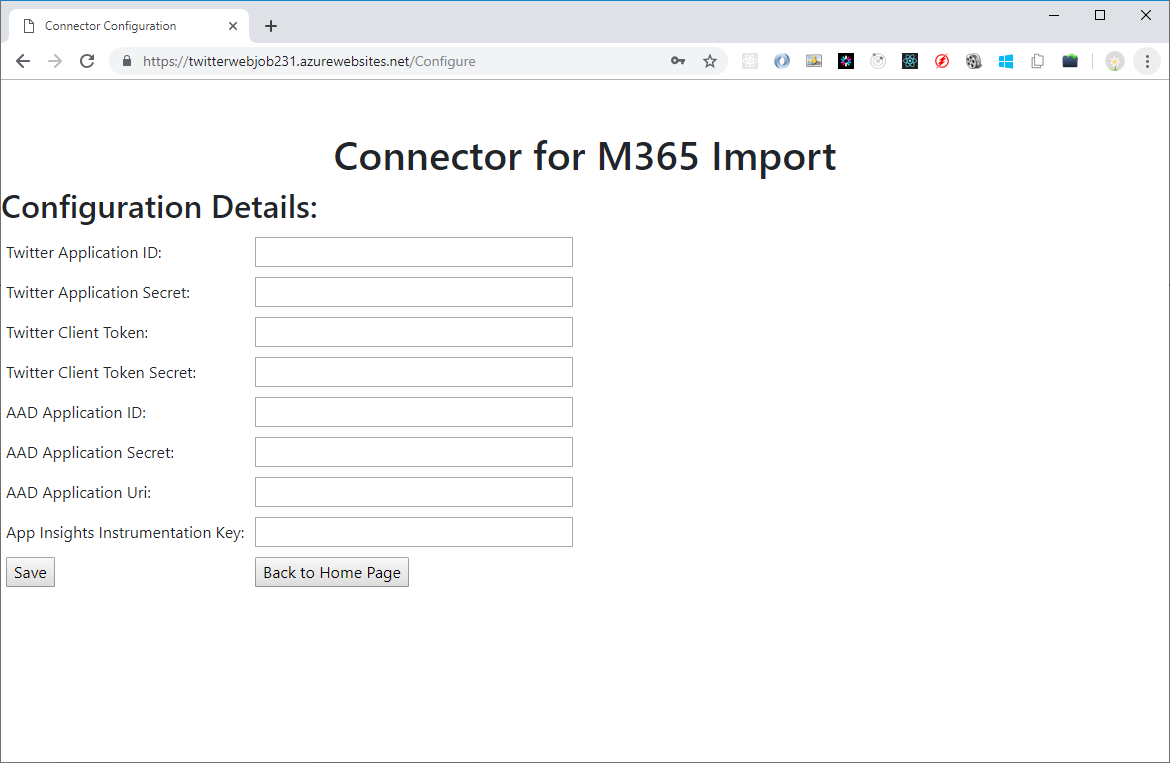 Connector Configuration
https://twitterwebjob231.azurewebsites.net/Configure
Connector for M365 Import
Configuration Details:
Twitter Application ID:
Twitter Application Secret:
Twitter Client Token:
Twitter Client Token Secret:
AAD Application ID:
AAD Application Secret:
AAD Application Uri:
App Insights Instrumentation Key:
Save Back to Home Page